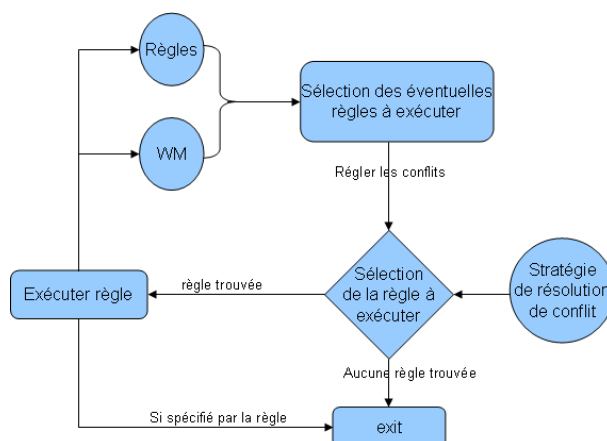 Règles
Sélection des éventuelles
règles à exécuter
WM
Régler les conflits
Sélection
de la règle à
exécuter
Stratégie
de résolution
de conflit
règle trouvée
Exécuter règle
Aucune règle trouvée
Si spécifié par la règle
exit